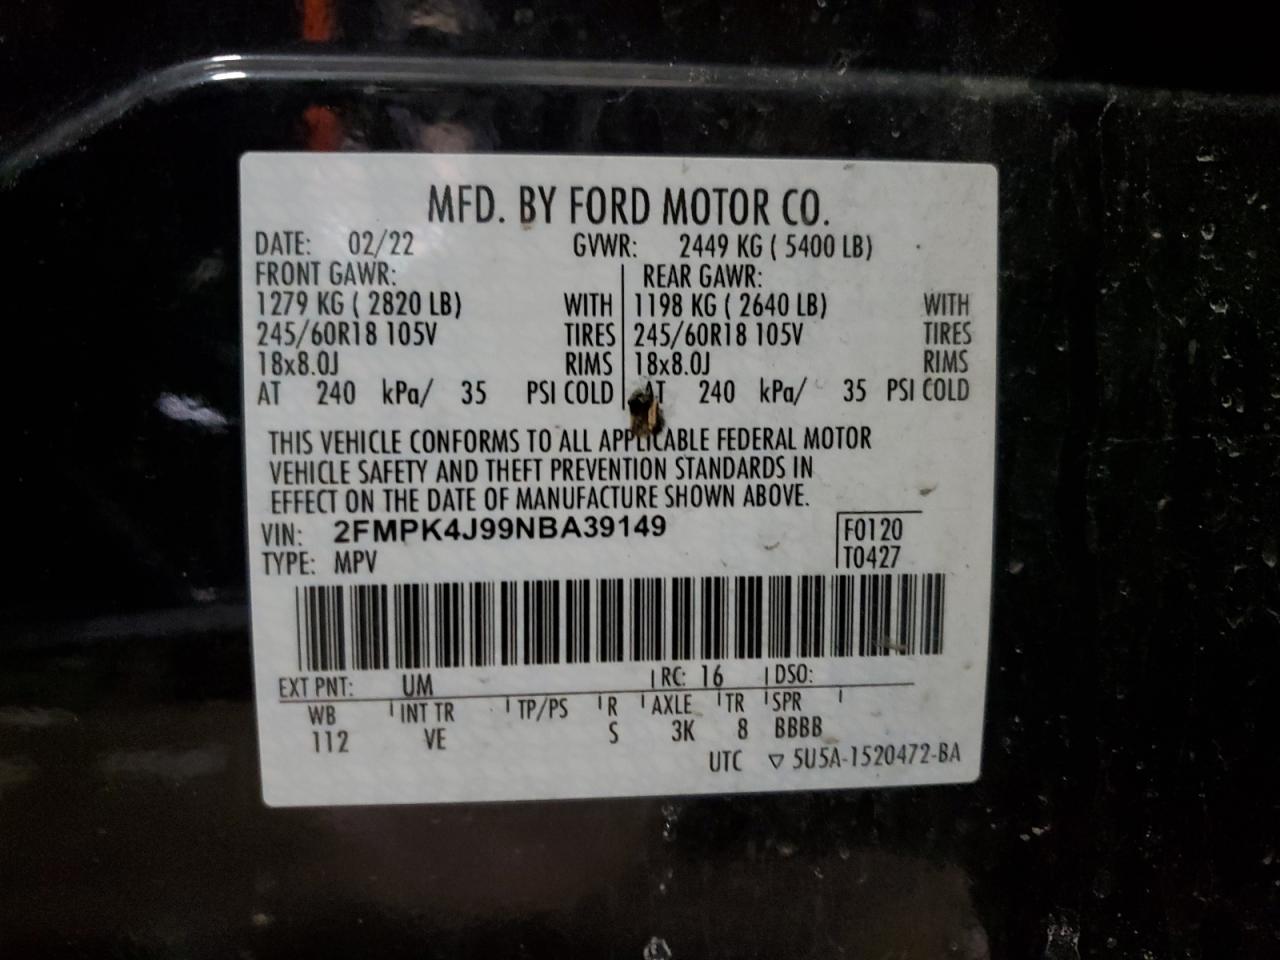 MFD. BY FORD MOTOR CO.
DATE: 02/22 GVWR: 2449 KG ( 5400 LB)
FRONT GAWR: REAR GAWR:
1279 KG ( 2820 LB) WITH 1198 KG ( 2640 LB) WITH
245/60R18 105V TIRES 245/60R18 105V TIRES
18x8.0J RIMS 18x8.0J RIMS
AT 240 kPa/ 35 PSI COLD AT 240 kPa/ 35 PSI COLD
THIS VEHICLE CONFORMS TO ALL APPLICABLE FEDERAL MOTOR
VEHICLE SAFETY AND THEFT PREVENTION STANDARDS IN
EFFECT ON THE DATE OF MANUFACTURE SHOWN ABOVE.
VIN: 2FMPK4J99NBA39149 F0120
TYPE: MPV T0427
EXT PNT: UM RC: 16 DSO:
WB INT TR TP/PS R AXLE TR SPR
112 VE S 3K 8 BBBB
UTC ▽ 5U5A-1520472-BA